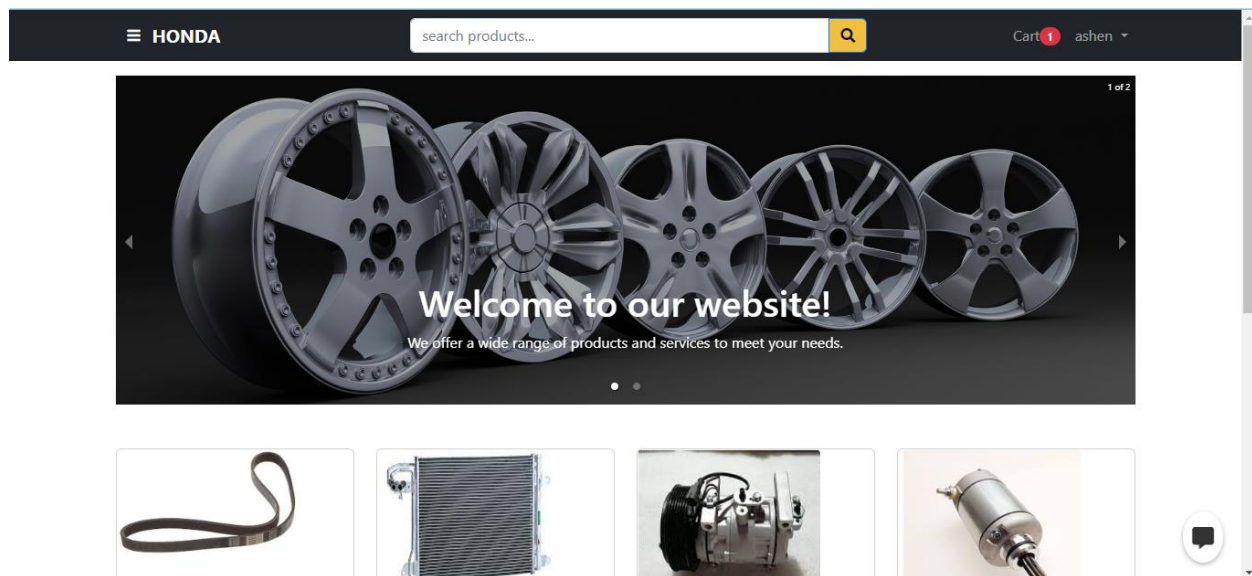 HONDA
search products...
Cart 1
ashen
1 of 2
Welcome to our website!
We offer a wide range of products and services to meet your needs.